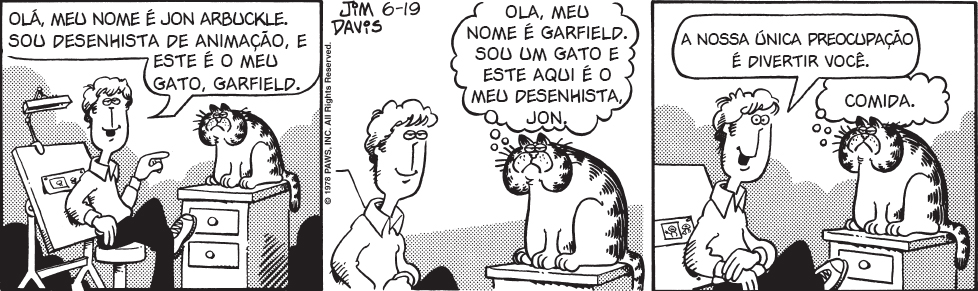 OLÁ, MEU NOME É JON ARBUCKLE.
SOU DESENHISTA DE ANIMAÇÃO, E
ESTE É O MEU
GATO, GARFIELD.
© 1978 PAWS, INC. All Rights Reserved.
JIM 6-19
DAVIS
OLA, MEU
NOME É GARFIELD.
SOU UM GATO E
ESTE AQUI É O
MEU DESENHISTA,
JON.
A NOSSA ÚNICA PREOCUPAÇÃO
É DIVERTIR VOCÊ.
COMIDA.